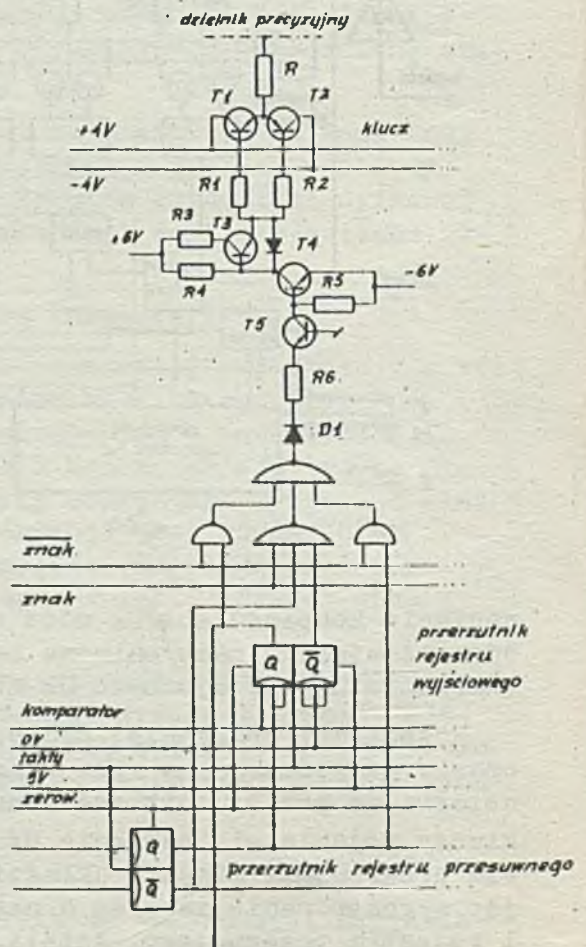 dzielnik precyzyjny
R
T1 T2
+4V klucz
-4V
R1 R2
R3 T3
+6V T4
R4 R5 -6V
T5
R6
D1
znak
znak
przerzutnik
Q Q rejestru
wyjściowego
komparator
0V
takty
5V
zerow.
Q
przerzutnik rejestru przesuwnego
Q